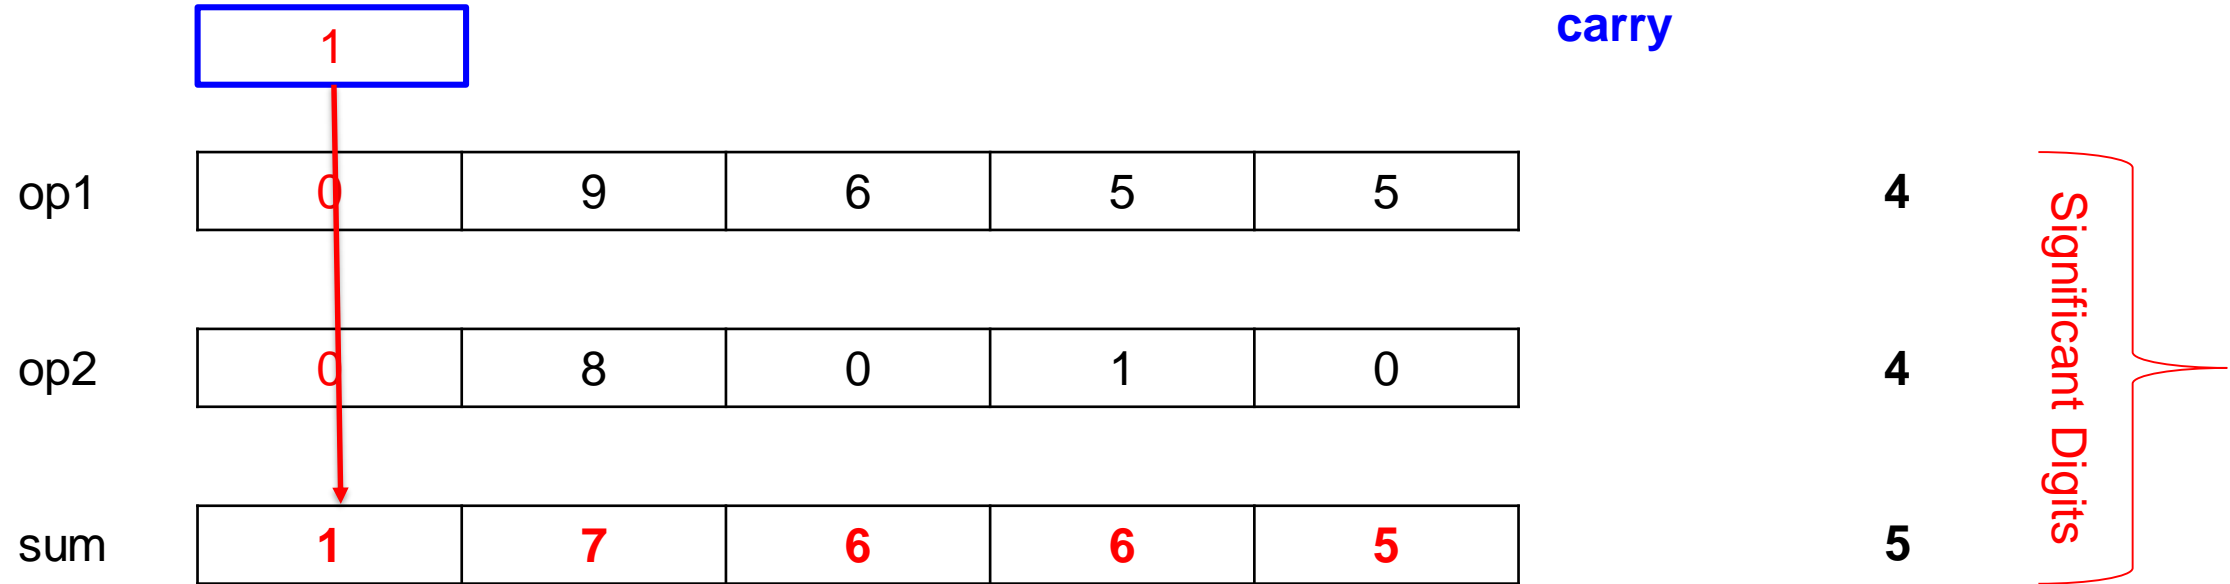 1 carry
op1 0 9 6 5 5 4
op2 0 8 0 1 0 4
sum 1 7 6 6 5 5
Significant Digits